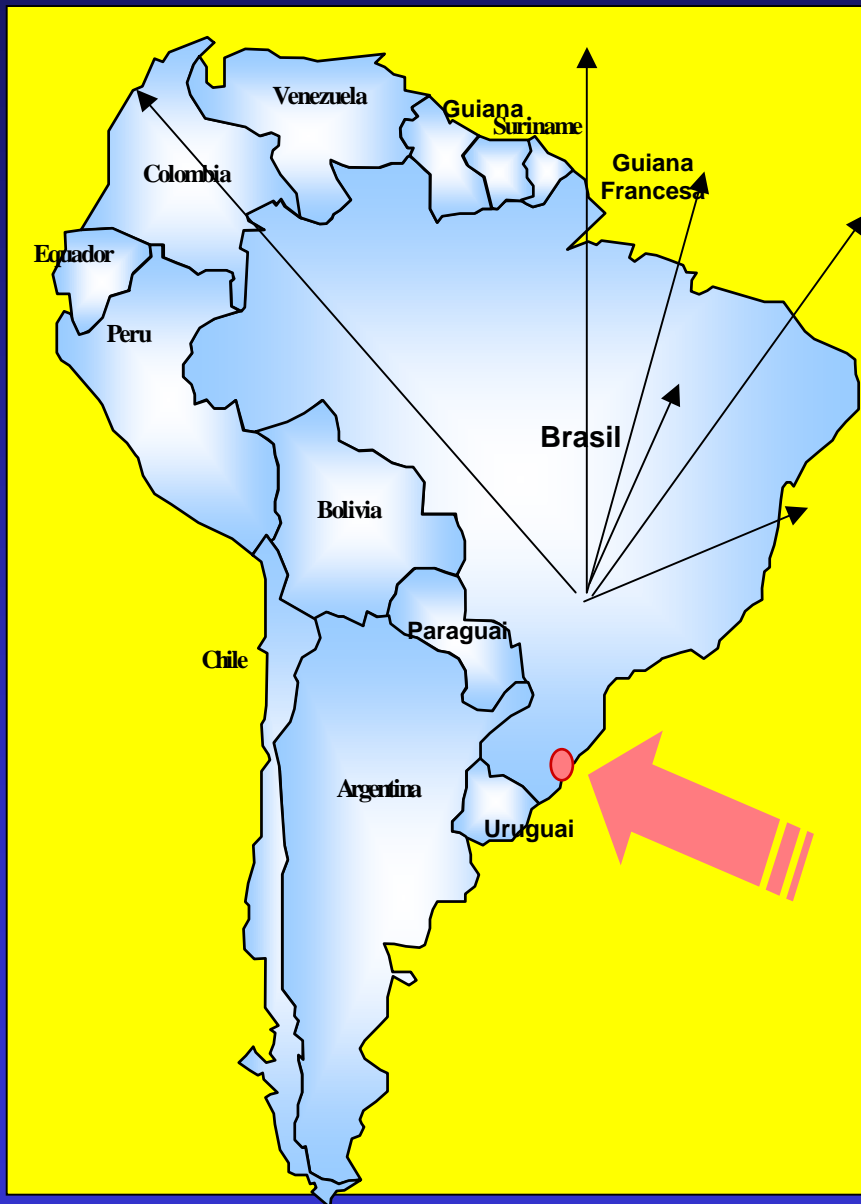 Venezuela
Guiana
Suriname
Guiana
Francesa
Colombia
Equador
Peru
Brasil
Bolivia
Paraguai
Chile
Argentina
Uruguai